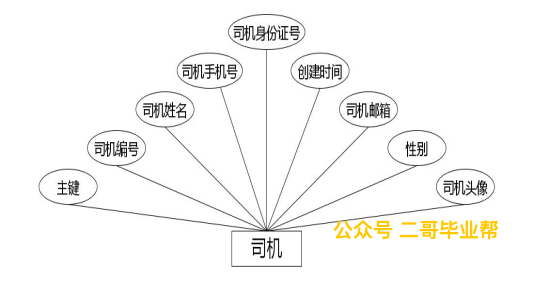 司机身份证号
司机手机号
创建时间
司机姓名
司机邮箱
司机编号
性别
主键
司机头像
公众号 二哥毕业帮
司机